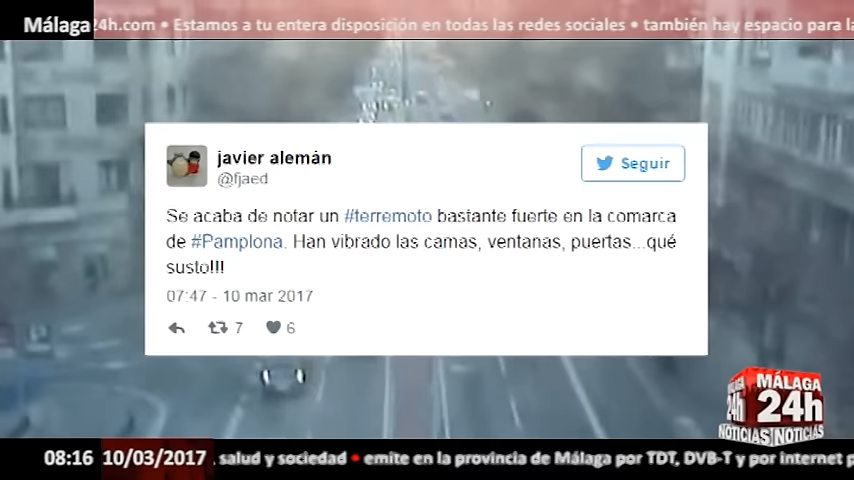 Málaga 24h.com • Estamos a tu entera disposición en todas las redes sociales • también hay espacio para
javier alemán
@fjaed
Seguir
Se acaba de notar un #terremoto bastante fuerte en la comarca
de #Pamplona. Han vibrado las camas, ventanas, puertas...qué
susto!!!
07:47 - 10 mar 2017
7 6
MÁLAGA
24h 24h
NOTICIAS NOTICIAS
08:16 10/03/2017 salud y sociedad • emite en la provincia de Málaga por TDT, DVB-T y por internet